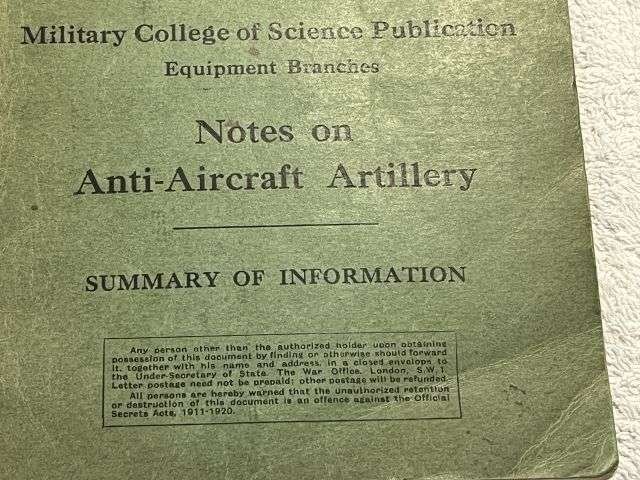 Military College of Science Publication
Equipment Branches
Notes on
Anti-Aircraft Artillery
SUMMARY OF INFORMATION
Any person other than the authorized holder upon obtaining
possession of this document by finding or otherwise should forward
it, together with his name and address, in a closed envelope to
the Under-Secretary of State, The War Office, London, S.W.1.
Letter postage need not be prepaid; other postage will be refunded.
All persons are hereby warned that the unauthorized retention
or destruction of this document is an offence against the Official
Secrets Acts, 1911-1920.